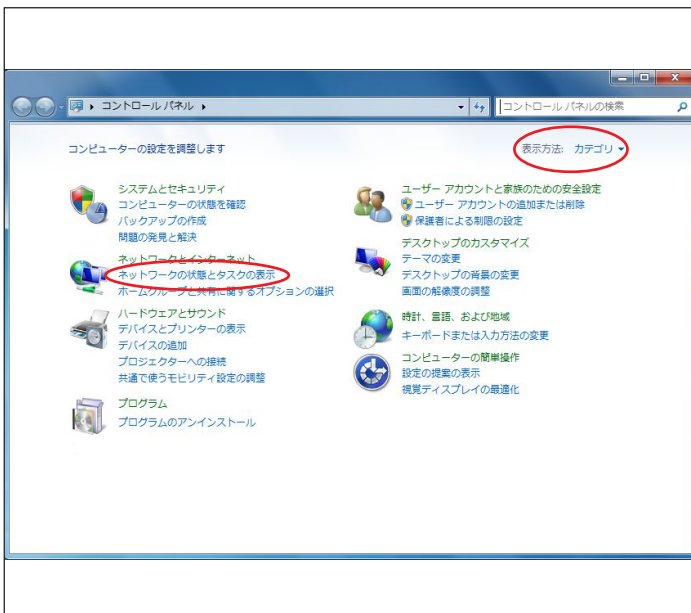 コントロール パネル
コントロール パネルの検索
コンピューターの設定を調整します
表示方法: カテゴリ
システムとセキュリティ
コンピューターの状態を確認
バックアップの作成
問題の発見と解決
ネットワークとインターネット
ネットワークの状態とタスクの表示
ホームグループと共有に関するオプションの選択
ハードウェアとサウンド
デバイスとプリンターの表示
デバイスの追加
プロジェクターへの接続
共通で使うモビリティ設定の調整
プログラム
プログラムのアンインストール
ユーザー アカウントと家族のための安全設定
ユーザー アカウントの追加または削除
保護者による制限の設定
デスクトップのカスタマイズ
テーマの変更
デスクトップの背景の変更
画面の解像度の調整
時計、言語、および地域
キーボードまたは入力方法の変更
コンピューターの簡単操作
設定の提案の表示
視覚ディスプレイの最適化